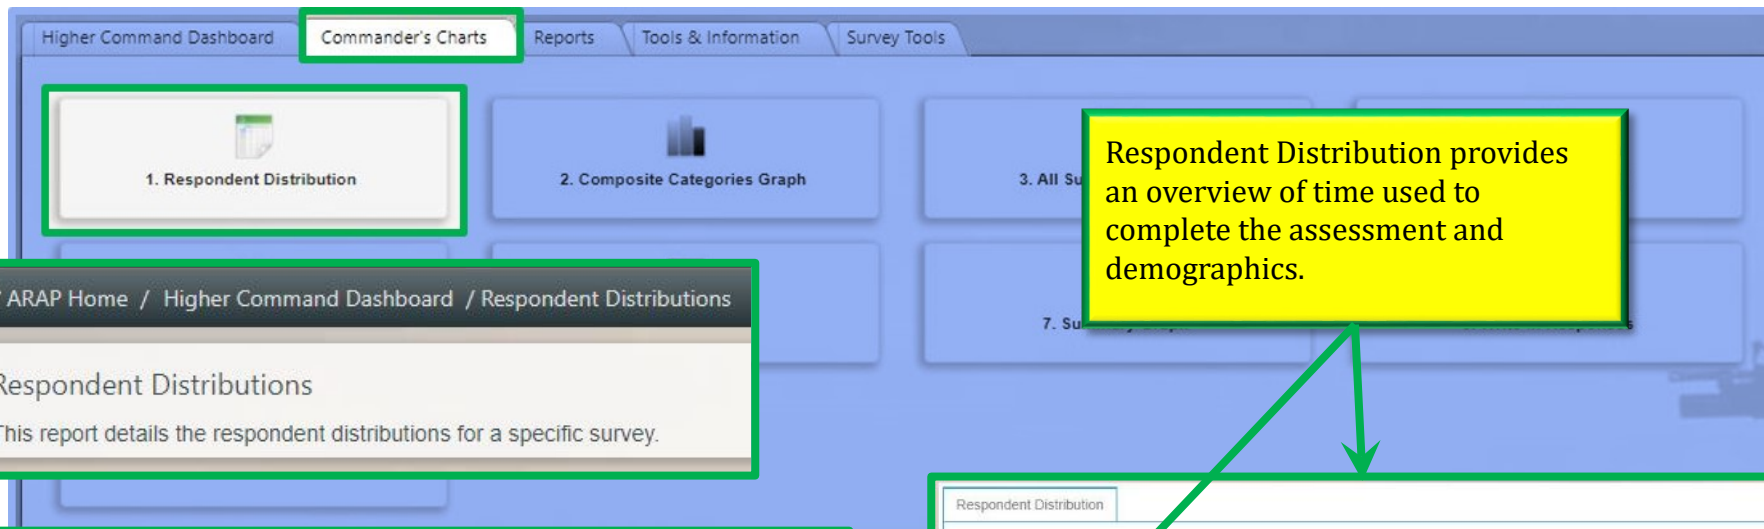 Higher Command Dashboard
Commander's Charts
Reports
Tools & Information
Survey Tools
1. Respondent Distribution
2. Composite Categories Graph
3. All Su
Respondent Distribution provides
an overview of time used to
complete the assessment and
demographics.
/ ARAP Home / Higher Command Dashboard / Respondent Distributions
7. Su
Respondent Distributions
This report details the respondent distributions for a specific survey.
Respondent Distribution